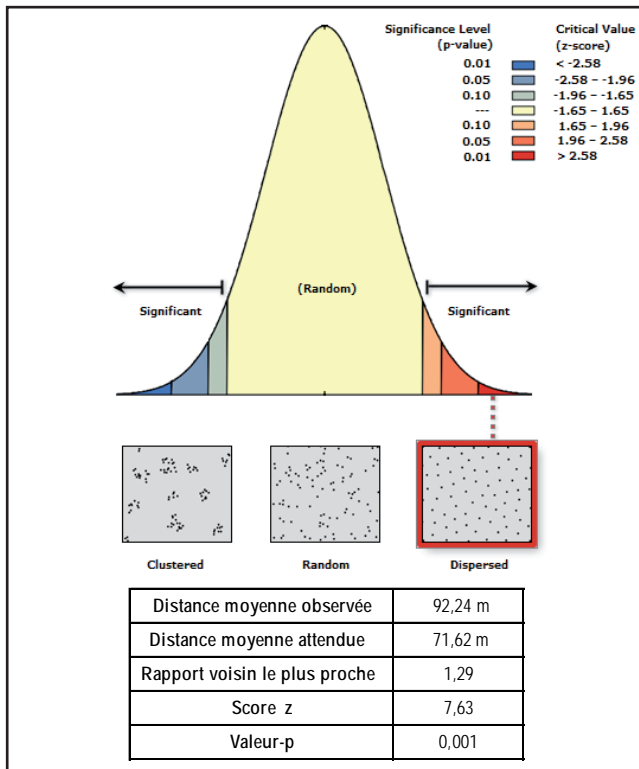 Significance Level (p-value) Critical Value (z-score)
0.01 < -2.58
0.05 -2.58 – -1.96
0.10 -1.96 – -1.65
--- -1.65 – 1.65
0.10 1.65 – 1.96
0.05 1.96 – 2.58
0.01 > 2.58
(Random)
Significant Significant
Clustered Random Dispersed
Distance moyenne observée 92,24 m
Distance moyenne attendue 71,62 m
Rapport voisin le plus proche 1,29
Score z 7,63
Valeur-p 0,001